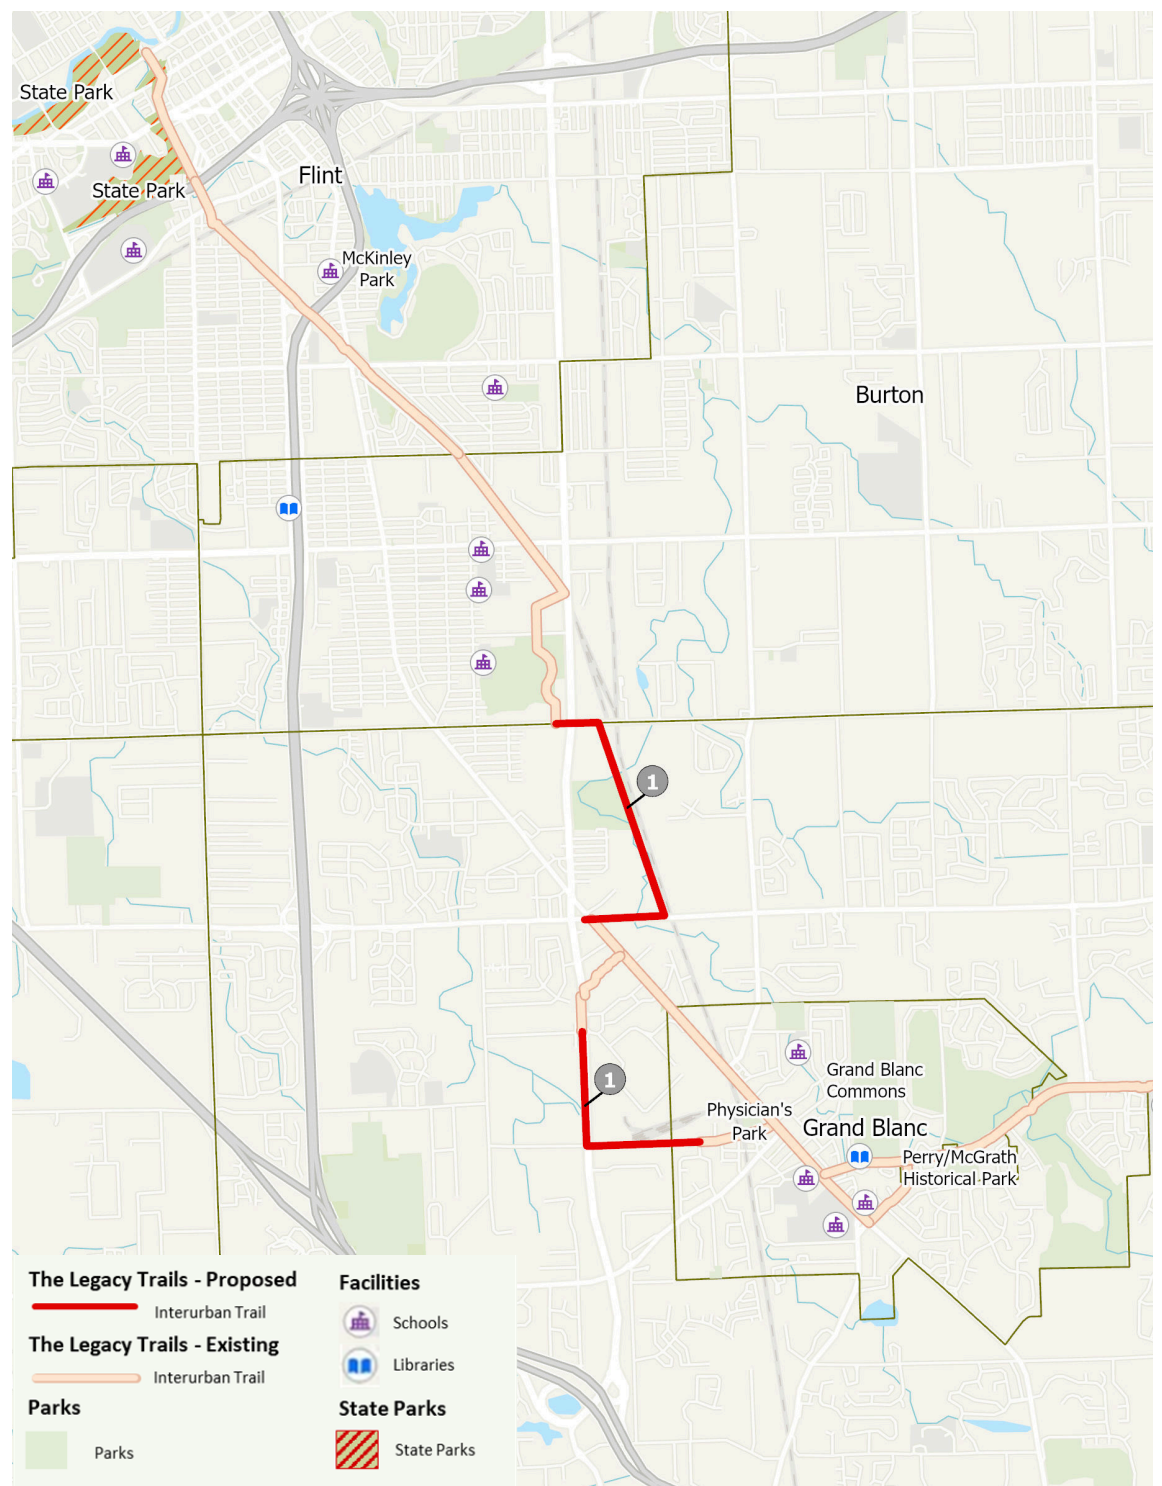 State Park
State Park
Flint
McKinley
Park
Burton
1
1
Grand Blanc
Commons
Physician's
Park
Grand Blanc
Perry/McGrath
Historical Park
The Legacy Trails - Proposed
Interurban Trail
The Legacy Trails - Existing
Interurban Trail
Parks
Parks
Facilities
Schools
Libraries
State Parks
State Parks